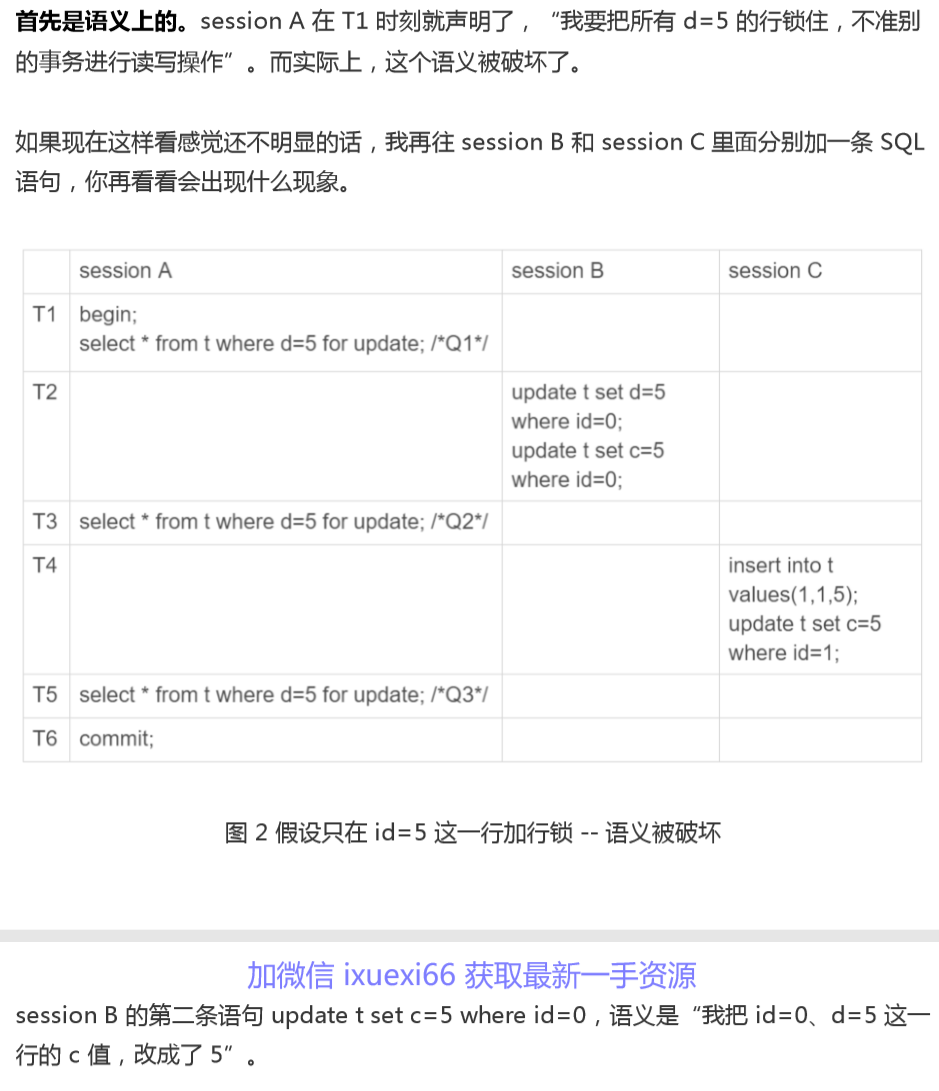 首先是语义上的。session A 在 T1 时刻就声明了，“我要把所有 d=5 的行锁住，不准别
的事务进行读写操作”。而实际上，这个语义被破坏了。
如果现在这样看感觉还不明显的话，我再往 session B 和 session C 里面分别加一条 SQL
语句，你再看看会出现什么现象。
session A session B session C
T1 begin;
select * from t where d=5 for update; /*Q1*/
T2 update t set d=5
where id=0;
update t set c=5
where id=0;
T3 select * from t where d=5 for update; /*Q2*/
T4 insert into t
values(1,1,5);
update t set c=5
where id=1;
T5 select * from t where d=5 for update; /*Q3*/
T6 commit;
图 2 假设只在 id=5 这一行加行锁 -- 语义被破坏
加微信 ixuexi66 获取最新一手资源
session B 的第二条语句 update t set c=5 where id=0，语义是“我把 id=0、d=5 这一
行的 c 值，改成了 5”。